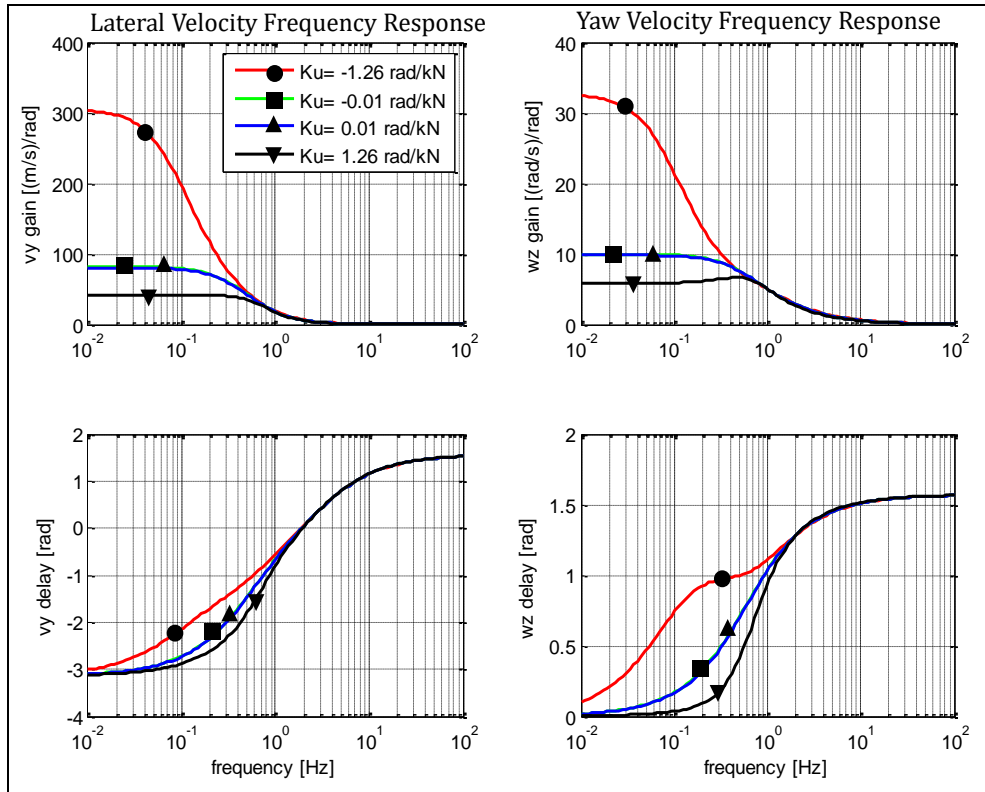 Lateral Velocity Frequency Response
Yaw Velocity Frequency Response
400
300
200
100
0
vy gain [(m/s)/rad]
Ku= -1.26 rad/kN
Ku= -0.01 rad/kN
Ku= 0.01 rad/kN
Ku= 1.26 rad/kN
10^-2 10^-1 10^0 10^1 10^2
40
30
20
10
0
wz gain [(rad/s)/rad]
10^-2 10^-1 10^0 10^1 10^2
2
1
0
-1
-2
-3
-4
vy delay [rad]
10^-2 10^-1 10^0 10^1 10^2
frequency [Hz]
2
1.5
1
0.5
0
wz delay [rad]
10^-2 10^-1 10^0 10^1 10^2
frequency [Hz]